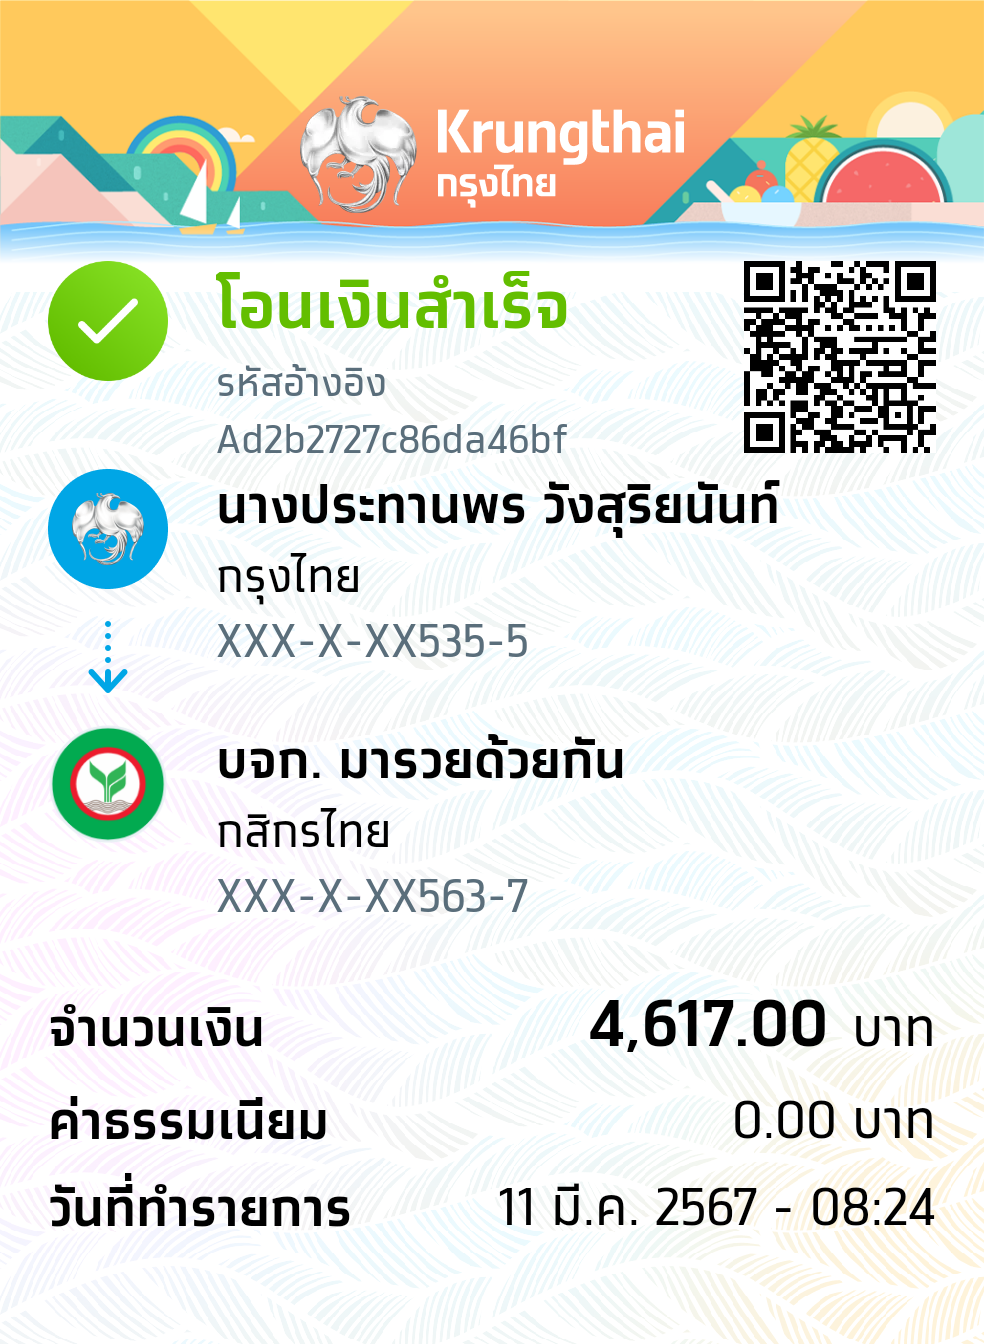 Krungthai
กรุงไทย
โอนเงินสำเร็จ
รหัสอ้างอิง
Ad2b2727c86da46bf
นางประทานพร วังสุริยนันท์
กรุงไทย
XXX-X-XX535-5
บจก. มารวยด้วยกัน
กสิกรไทย
XXX-X-XX563-7
จำนวนเงิน 4,617.00 บาท
ค่าธรรมเนียม 0.00 บาท
วันที่ทำรายการ 11 มี.ค. 2567 - 08:24